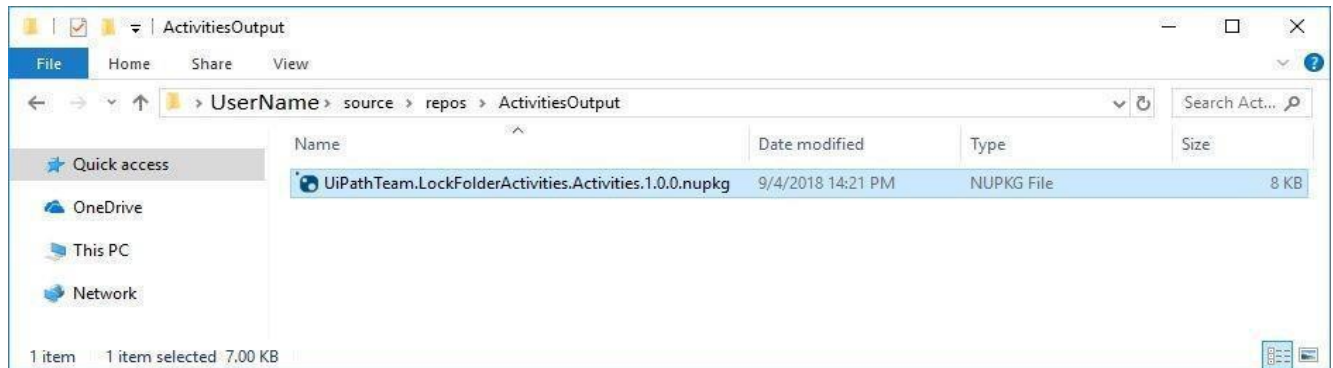 ActivitiesOutput
File Home Share View
UserName › source › repos › ActivitiesOutput Search Act...
Name Date modified Type Size
Quick access
UiPathTeam.LockFolderActivities.Activities.1.0.0.nupkg 9/4/2018 14:21 PM NUPKG File 8 KB
OneDrive
This PC
Network
1 item 1 item selected 7.00 KB